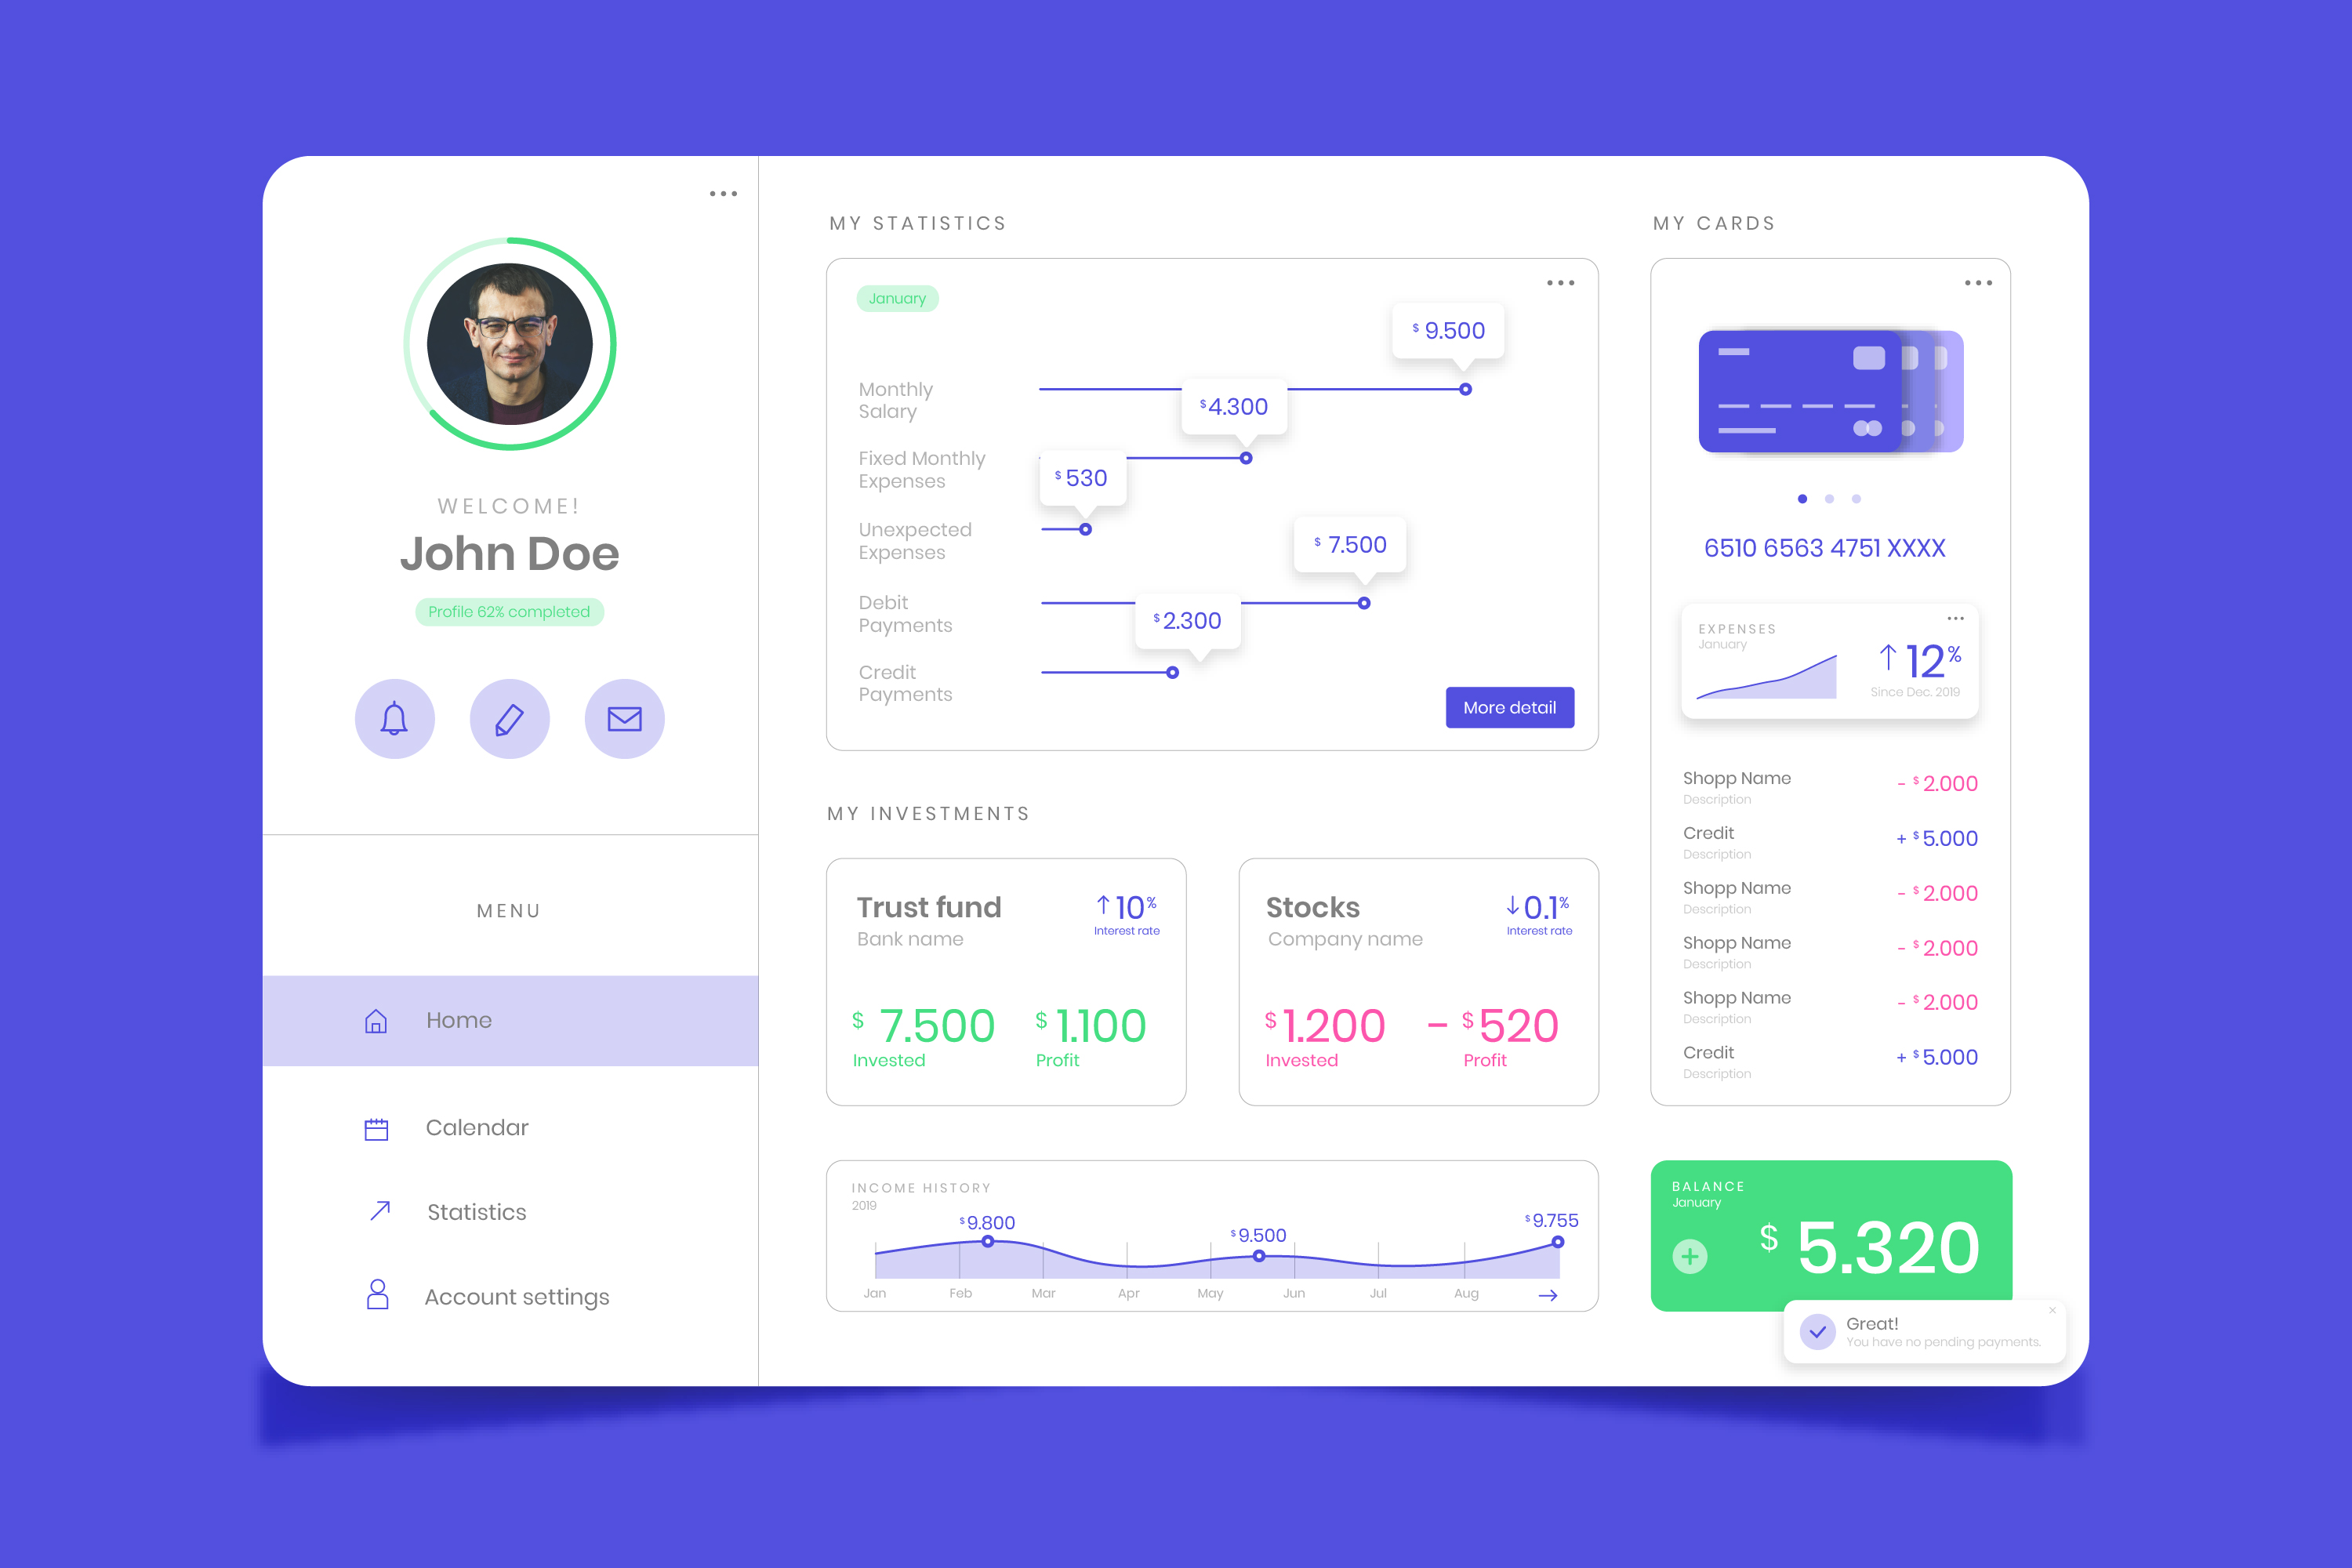 WELCOME!
John Doe
Profile 62% completed
MENU
Home
Calendar
Statistics
Account settings
MY STATISTICS
January
Monthly
Salary
$ 9.500
Fixed Monthly
Expenses
$ 4.300
Unexpected
Expenses
$ 530
Debit
Payments
$ 7.500
Credit
Payments
$ 2.300
More detail
MY INVESTMENTS
Trust fund
Bank name
↑ 10%
Interest rate
$ 7.500
Invested
$ 1.100
Profit
Stocks
Company name
↓ 0.1%
Interest rate
$ 1.200
Invested
- $ 520
Profit
INCOME HISTORY
2019
$ 9.800
$ 9.500
$ 9.755
Jan Feb Mar Apr May Jun Jul Aug →
MY CARDS
6510 6563 4751 XXXX
EXPENSES
January
↑ 12%
Since Dec. 2019
Shopp Name - $ 2.000
Description
Credit + $ 5.000
Description
Shopp Name - $ 2.000
Description
Shopp Name - $ 2.000
Description
Shopp Name - $ 2.000
Description
Credit + $ 5.000
Description
BALANCE
January
$ 5.320
Great!
You have no pending payments.